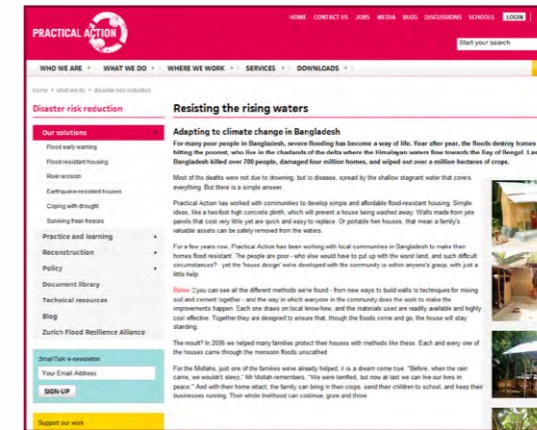 HOME CONTACT US JOBS MEDIA BLOG DISCUSSIONS SCHOOLS LOGIN
PRACTICAL ACTION
Start your search
WHO WE ARE WHAT WE DO WHERE WE WORK SERVICES DOWNLOADS
home what we do disaster risk reduction
Disaster risk reduction
Our solutions
Flood early warning
Flood resistant housing
River erosion
Earthquake-resistant houses
Coping with drought
Surviving freak freezes
Practice and learning
Reconstruction
Policy
Document library
Technical resources
Blog
Zurich Flood Resilience Alliance
Small Talk e-newsletter
Your Email Address
SIGN-UP
Support our work
Resisting the rising waters
Adapting to climate change in Bangladesh
For many poor people in Bangladesh, severe flooding has become a way of life. Year after year, the floods destroy homes
hitting the poorest, who live in the charlands of the delta where the Himalayan waters flow towards the Bay of Bengal. Las
Bangladesh killed over 700 people, damaged four million homes, and wiped out over a million hectares of crops.
Most of the deaths were not due to drowning, but to disease, spread by the shallow stagnant water that covers
everything. But there is a simple answer.
Practical Action has worked with communities to develop simple and affordable flood-resistant housing. Simple
ideas, like a two-foot high concrete plinth, which will prevent a house being washed away. Walls made from jute
panels that cost very little yet are quick and easy to replace. Or portable hen houses, that mean a family's
valuable assets can be safely removed from the waters.
For a few years now, Practical Action has been working with local communities in Bangladesh to make their
homes flood resistant. The people are poor - who else would have to put up with the worst land, and such difficult
circumstances? - yet the 'house design' we've developed with the community is within anyone's grasp, with just a
little help.
Below you can see all the different methods we're found - from new ways to build walls to techniques for mixing
soil and cement together - and the way in which everyone in the community does the work to make the
improvements happen. Each one draws on local know-how, and the materials used are readily available and highly
cost effective. Together they are designed to ensure that, though the floods come and go, the house will stay
standing.
The result? In 2006 we helped many families protect their houses with methods like these. Each and every one of
the houses came through the monsoon floods unscathed.
For the Mollahs, just one of the families we've already helped, it is a dream come true. "Before, when the rain
came, we wouldn't sleep," Mr Mollah remembers. "We were terrified, but now at last we can live our lives in
peace." And with their home intact, the family can bring in their crops, send their children to school, and keep their
businesses running. Their whole livelihood can continue, grow and thrive.